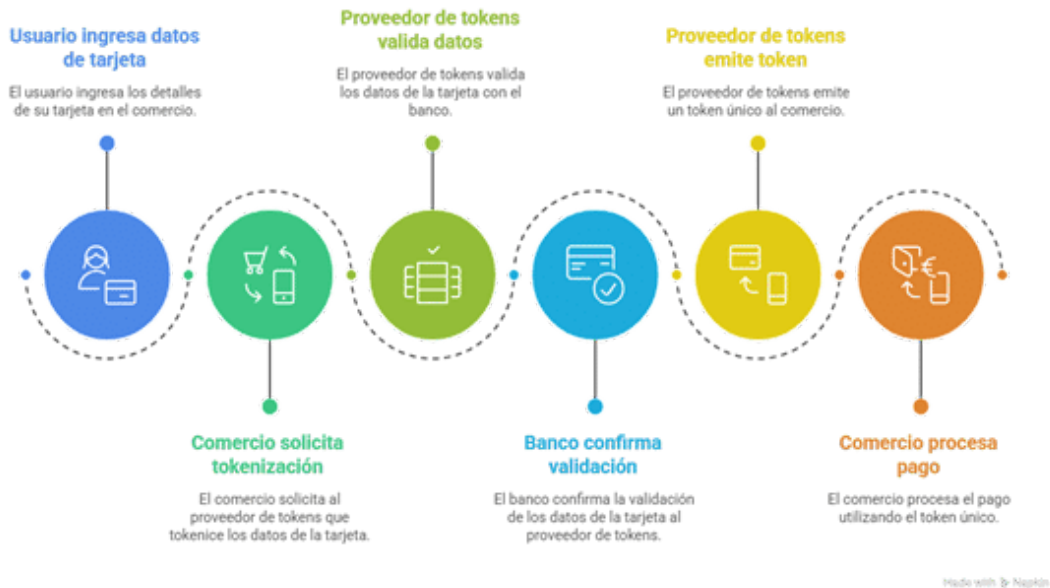 Usuario ingresa datos
de tarjeta
El usuario ingresa los detalles
de su tarjeta en el comercio.
Comercio solicita
tokenización
El comercio solicita al
proveedor de tokens que
tokenice los datos de la tarjeta.
Proveedor de tokens
valida datos
El proveedor de tokens valida
los datos de la tarjeta con el
banco.
Banco confirma
validación
El banco confirma la validación
de los datos de la tarjeta al
proveedor de tokens.
Proveedor de tokens
emite token
El proveedor de tokens emite
un token único al comercio.
Comercio procesa
pago
El comercio procesa el pago
utilizando el token único.
Made with Napkin